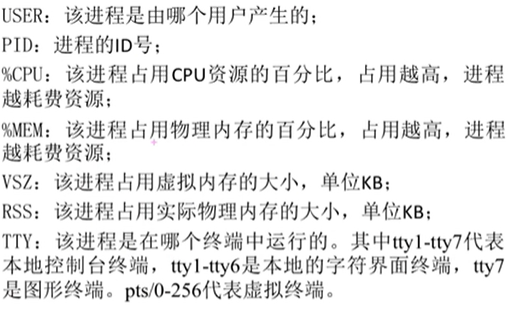 USER：该进程是由哪个用户产生的；
PID：进程的ID号；
%CPU：该进程占用CPU资源的百分比，占用越高，进程
越耗费资源；
%MEM：该进程占用物理内存的百分比，占用越高，进程
越耗费资源；
VSZ：该进程占用虚拟内存的大小，单位KB；
RSS：该进程占用实际物理内存的大小，单位KB；
TTY：该进程是在哪个终端中运行的。其中tty1-tty7代表
本地控制台终端，tty1-tty6是本地的字符界面终端，tty7
是图形终端。pts/0-256代表虚拟终端。